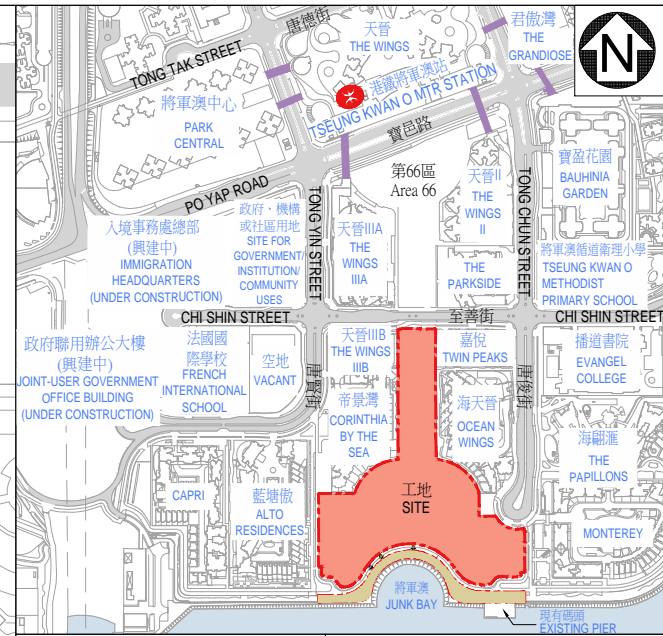 唐德街
TONG TAK STREET
天晉
THE WINGS
君傲灣
THE
GRANDIOSE
N
港鐵將軍澳站
TSEUNG KWAN O MTR STATION
將軍澳中心
PARK
CENTRAL
寶邑路
PO YAP ROAD
第66區
Area 66
天晉II
THE
WINGS
II
寶盈花園
BAUHINIA
GARDEN
TONG YIN STREET
TONG CHUN STREET
入境事務處總部
(興建中)
IMMIGRATION
HEADQUARTERS
(UNDER CONSTRUCTION)
政府、機構
或社區用地
SITE FOR
GOVERNMENT/
INSTITUTION/
COMMUNITY
USES
天晉IIIA
THE
WINGS
IIIA
THE
PARKSIDE
將軍澳循道衛理小學
TSEUNG KWAN O
METHODIST
PRIMARY SCHOOL
CHI SHIN STREET
至善街
CHI SHIN STREET
政府聯用辦公大樓
(興建中)
JOINT-USER GOVERNMENT
OFFICE BUILDING
(UNDER CONSTRUCTION)
法國國
際學校
FRENCH
INTERNATIONAL
SCHOOL
空地
VACANT
唐賢街
天晉IIIB
THE WINGS
IIIB
嘉悅
TWIN PEAKS
唐俊街
播道書院
EVANGEL
COLLEGE
帝景灣
CORINTHIA
BY THE
SEA
海天晉
OCEAN
WINGS
海翩滙
THE
PAPILLONS
CAPRI
藍塘傲
ALTO
RESIDENCES
工地
SITE
MONTEREY
將軍澳
JUNK BAY
現有碼頭
EXISTING PIER